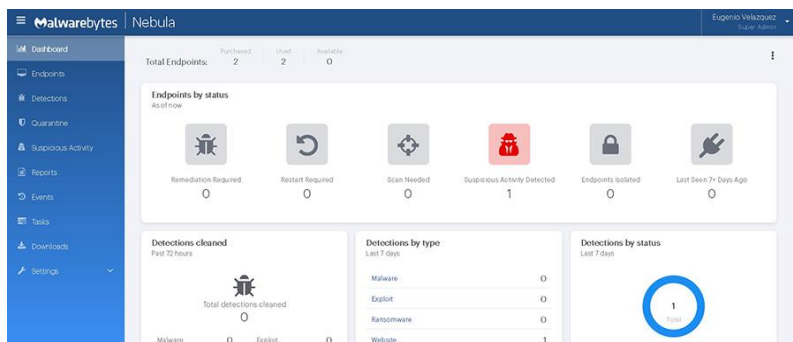 Malwarebytes | Nebula
Eugenio Velazquez
Super Admin
Dashboard
Endpoints
Detections
Quarantine
Suspicious Activity
Reports
Events
Tasks
Downloads
Settings
Total Endpoints:
Purchased Used Available
2 2 0
Endpoints by status
As of now
Remediation Required
0
Restart Required
0
Scan Needed
0
Suspicious Activity Detected
1
Endpoints Isolated
0
Last Seen 7+ Days Ago
0
Detections cleaned
Past 72 hours
Total detections cleaned
0
Malware 0 Exploit 0
Detections by type
Last 7 days
Malware 0
Exploit 0
Ransomware 0
Website 1
Detections by status
Last 7 days
1
Total